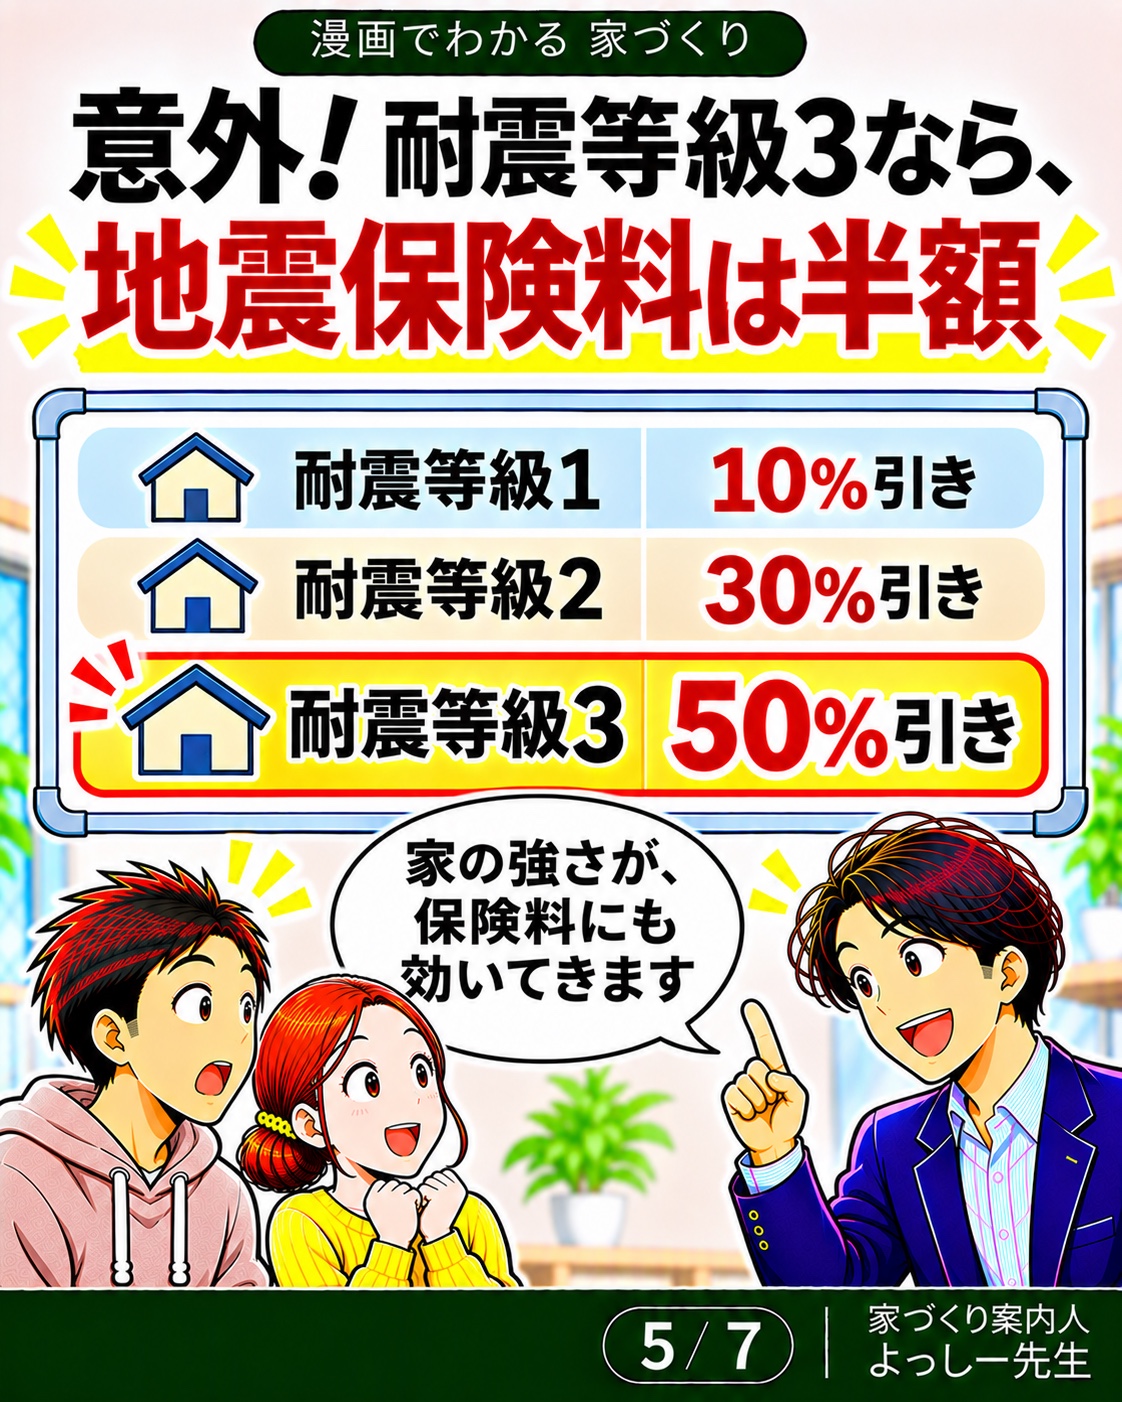 漫画でわかる 家づくり
意外！耐震等級3なら、
地震保険料は半額
耐震等級1 10%引き
耐震等級2 30%引き
耐震等級3 50%引き
家の強さが、
保険料にも
効いてきます
5/7
家づくり案内人
よっしー先生